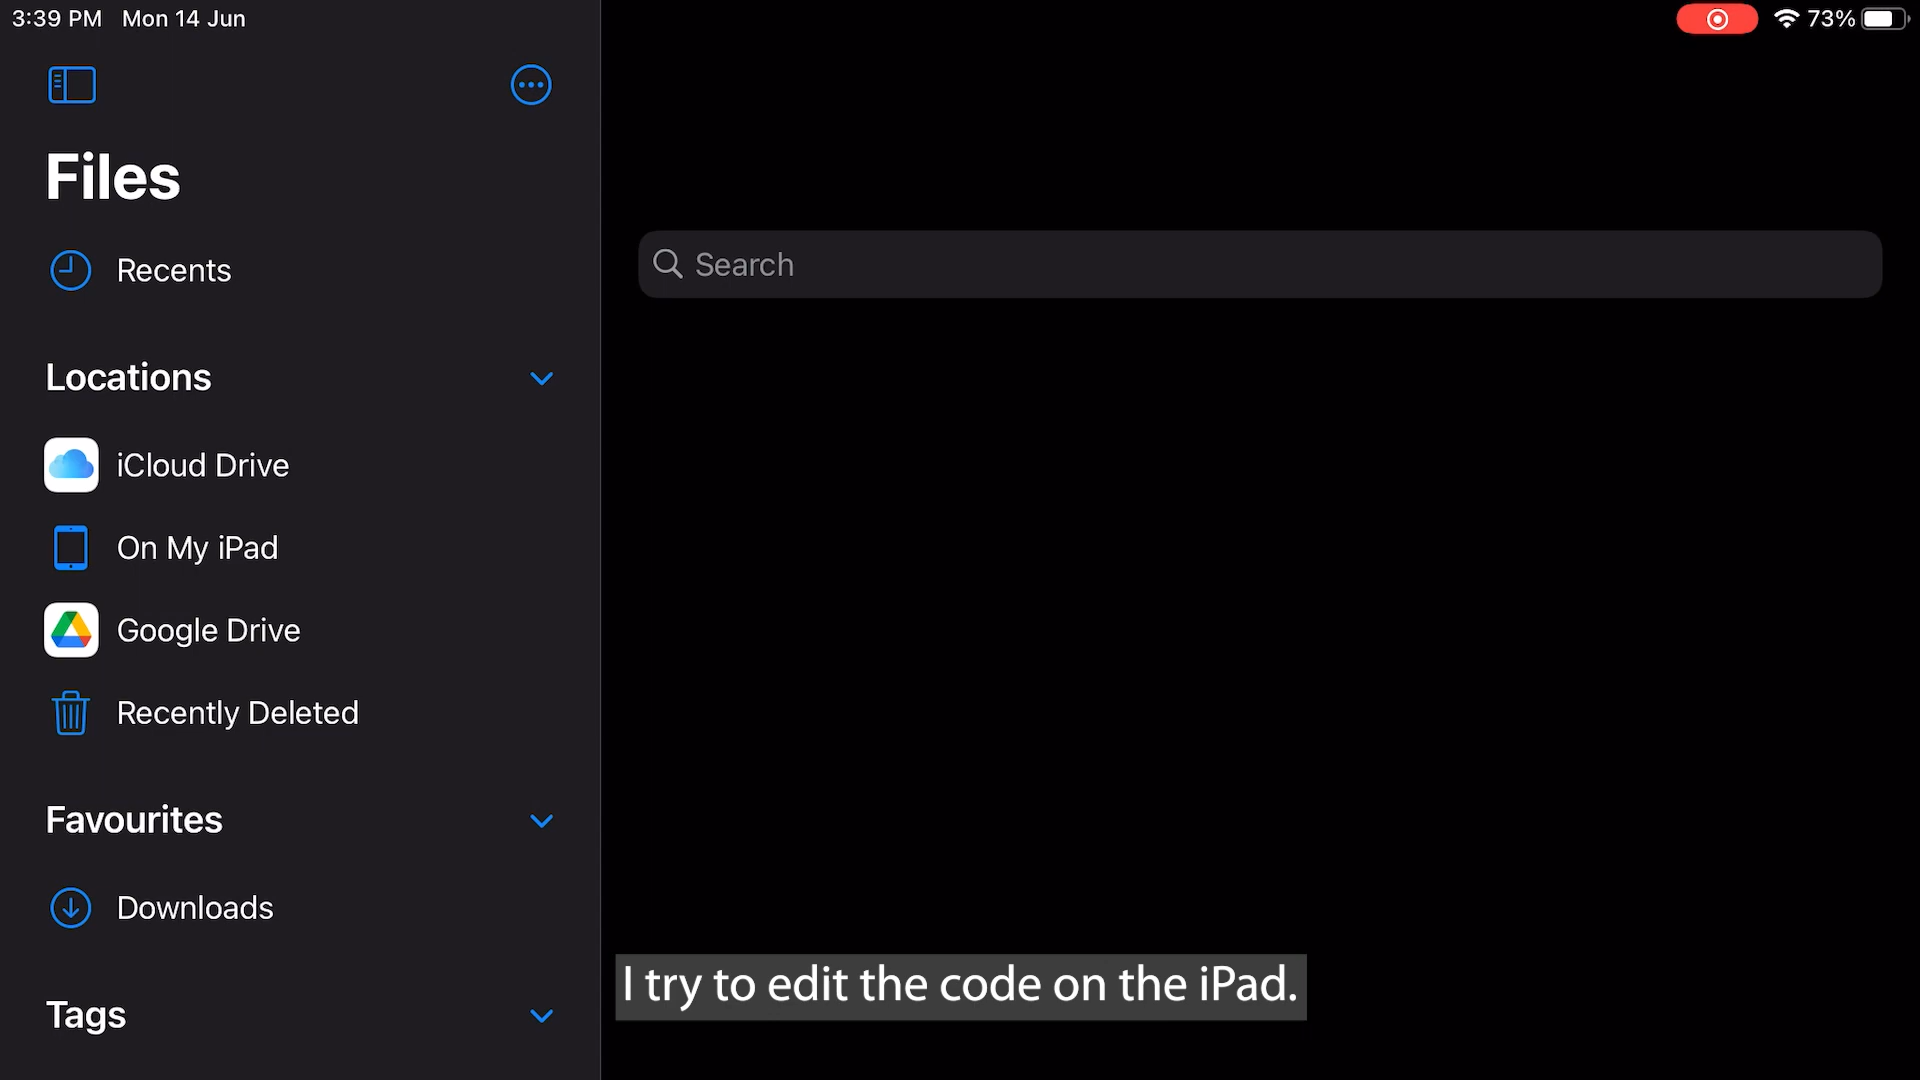 3:39 PM Mon 14 Jun
73%
Files
Recents
Search
Locations
iCloud Drive
On My iPad
Google Drive
Recently Deleted
Favourites
Downloads
I try to edit the code on the iPad.
Tags